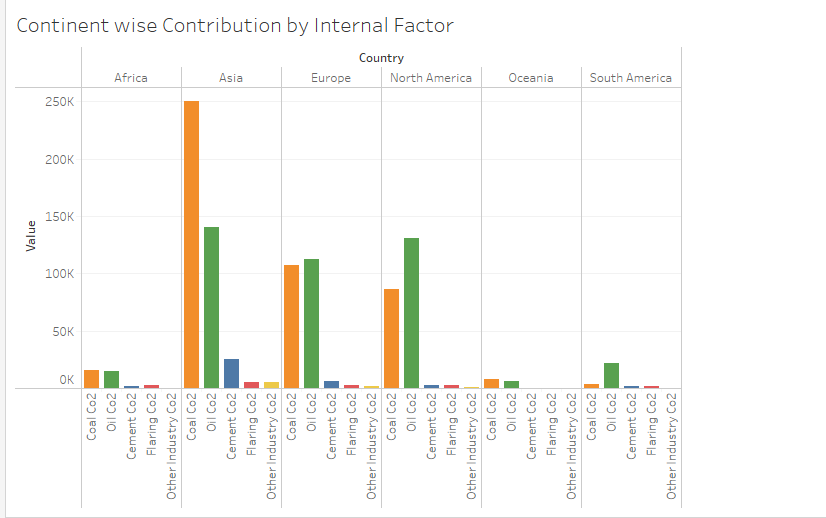 Continent wise Contribution by Internal Factor
Country
Africa Asia Europe North America Oceania South America
250K
200K
150K
100K
50K
0K
Value
Coal Co2
Oil Co2
Cement Co2
Flaring Co2
Other Industry Co2
Coal Co2
Oil Co2
Cement Co2
Flaring Co2
Other Industry Co2
Coal Co2
Oil Co2
Cement Co2
Flaring Co2
Other Industry Co2
Coal Co2
Oil Co2
Cement Co2
Flaring Co2
Other Industry Co2
Coal Co2
Oil Co2
Cement Co2
Flaring Co2
Other Industry Co2
Coal Co2
Oil Co2
Cement Co2
Flaring Co2
Other Industry Co2